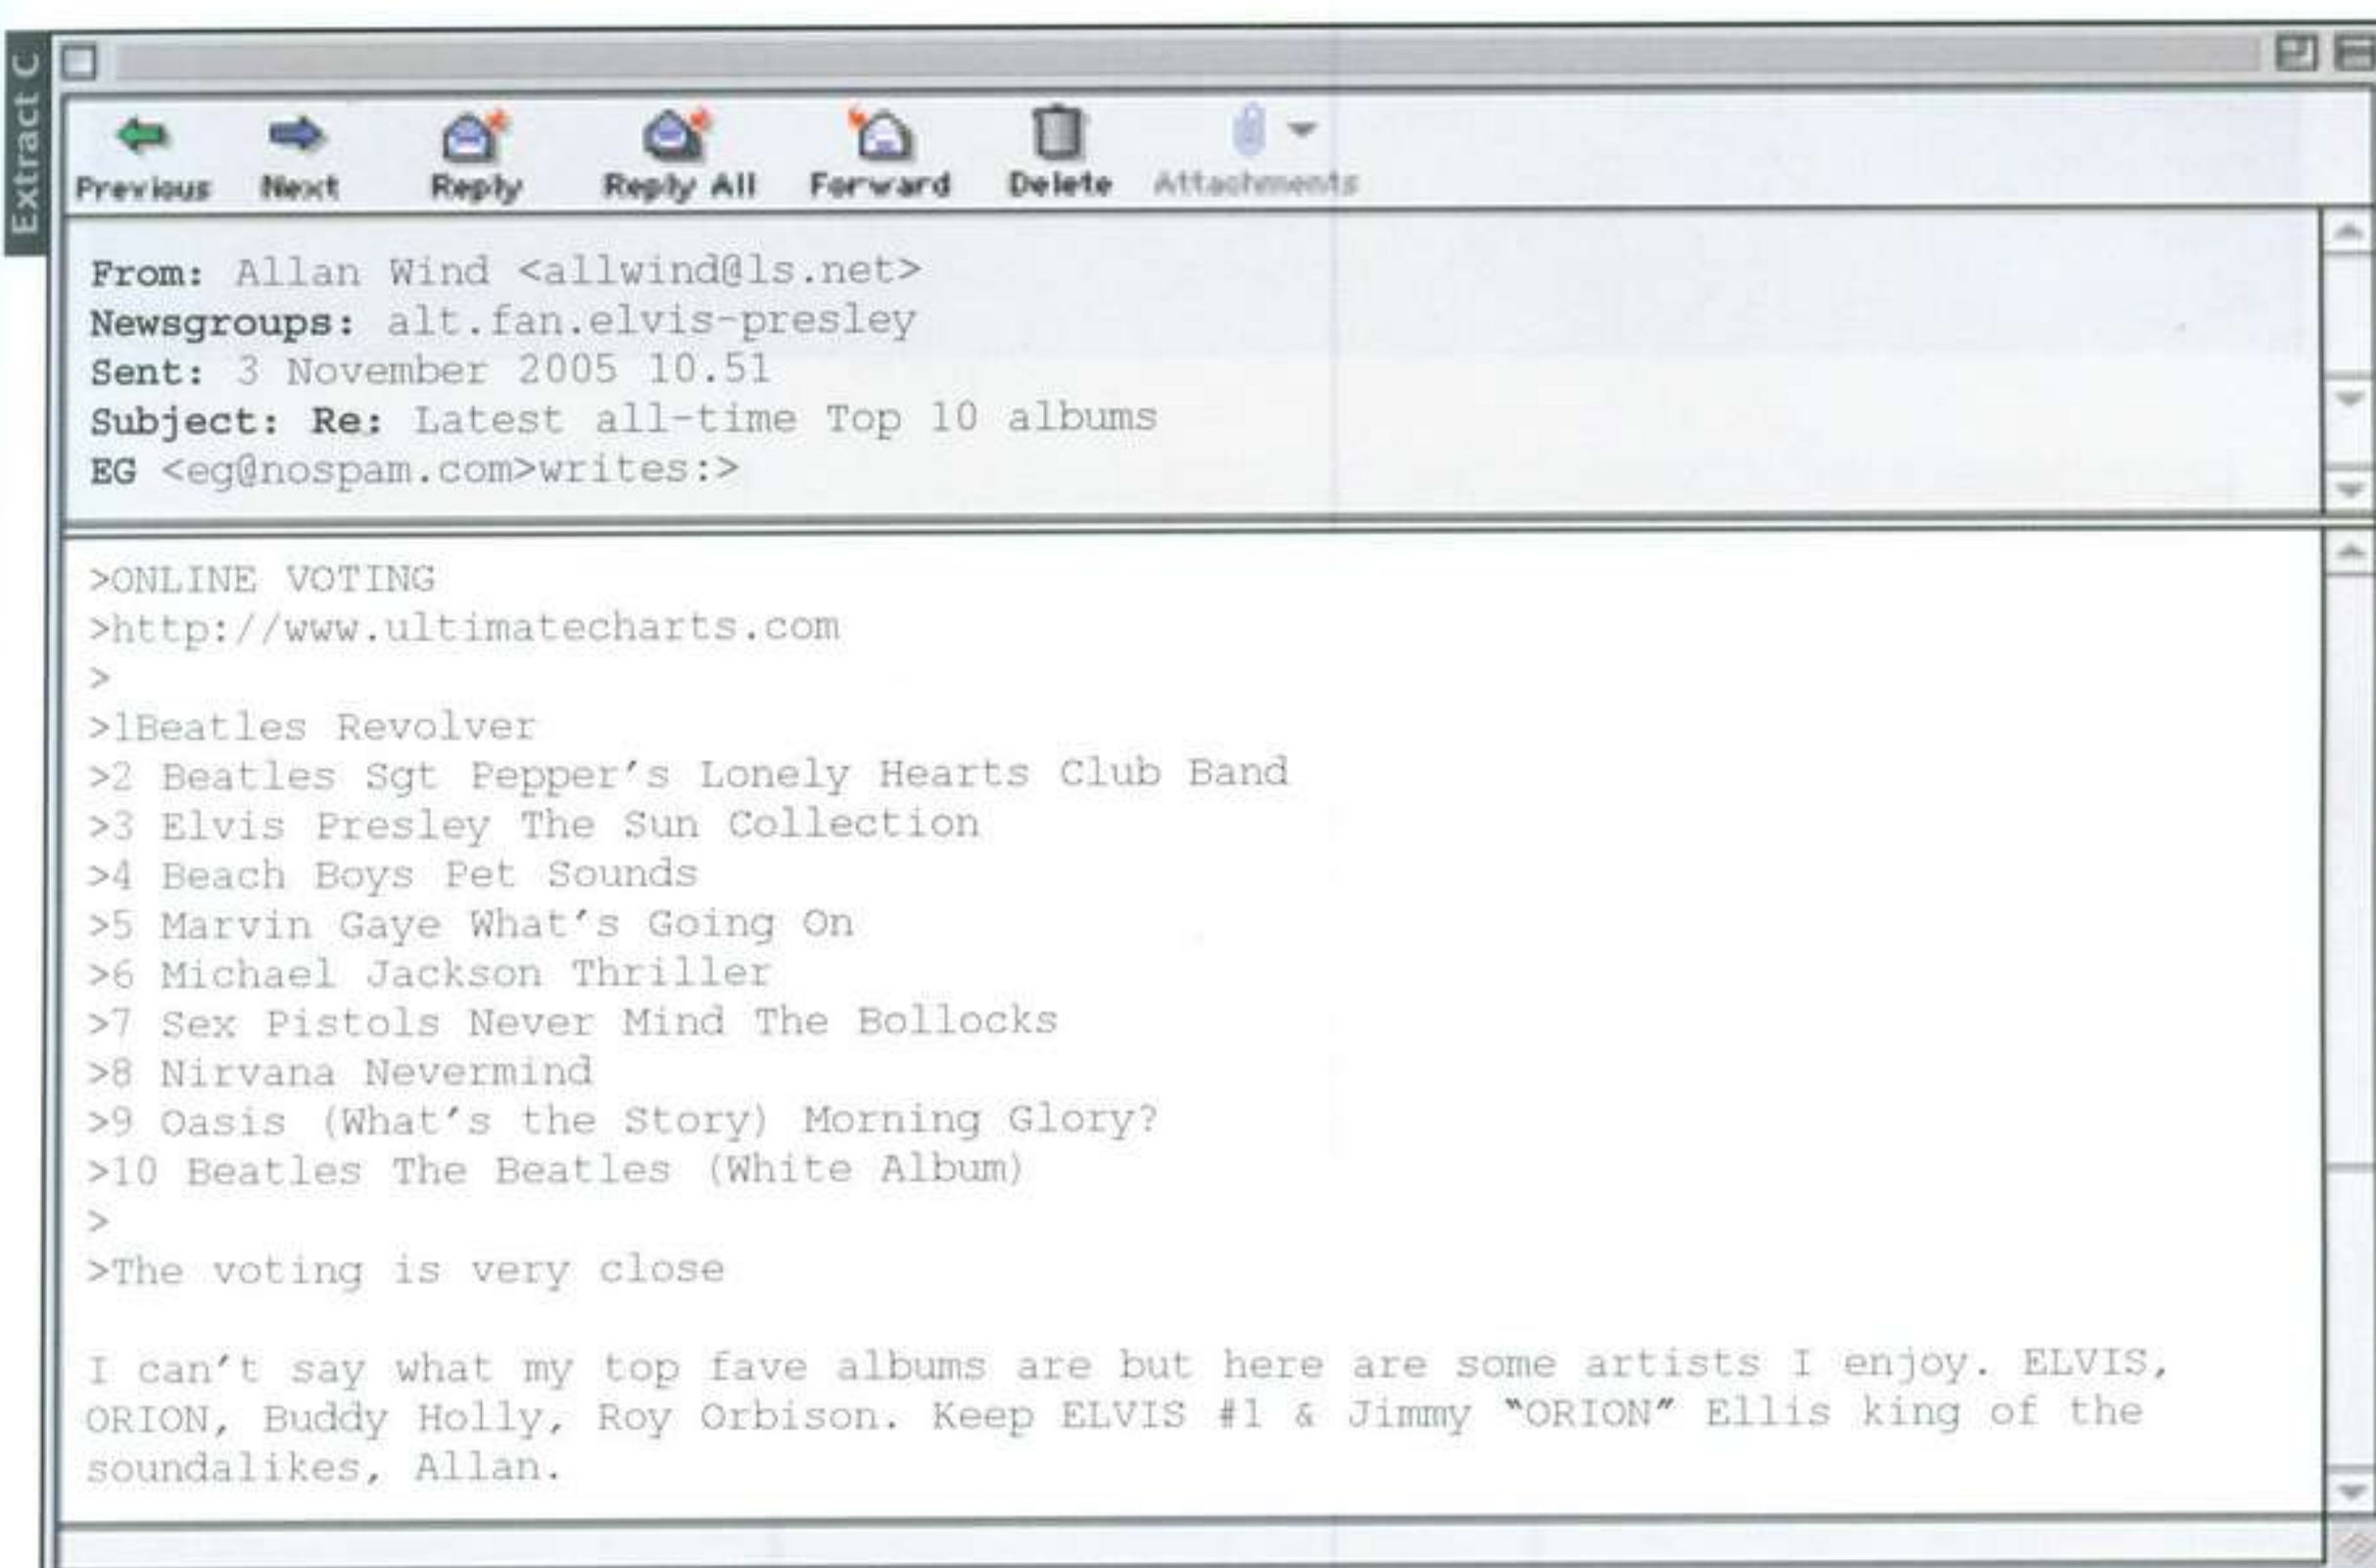 Extract C
Previous Next Reply Reply All Forward Delete Attachments
From: Allan Wind <allwind@ls.net>
Newsgroups: alt.fan.elvis-presley
Sent: 3 November 2005 10.51
Subject: Re: Latest all-time Top 10 albums
EG <eg@nospam.com>writes:>
>ONLINE VOTING
>http://www.ultimatecharts.com
>
>1Beatles Revolver
>2 Beatles Sgt Pepper's Lonely Hearts Club Band
>3 Elvis Presley The Sun Collection
>4 Beach Boys Pet Sounds
>5 Marvin Gaye What's Going On
>6 Michael Jackson Thriller
>7 Sex Pistols Never Mind The Bollocks
>8 Nirvana Nevermind
>9 Oasis (What's the Story) Morning Glory?
>10 Beatles The Beatles (White Album)
>
>The voting is very close
I can't say what my top fave albums are but here are some artists I enjoy. ELVIS,
ORION, Buddy Holly, Roy Orbison. Keep ELVIS #1 & Jimmy "ORION" Ellis king of the
soundalikes, Allan.